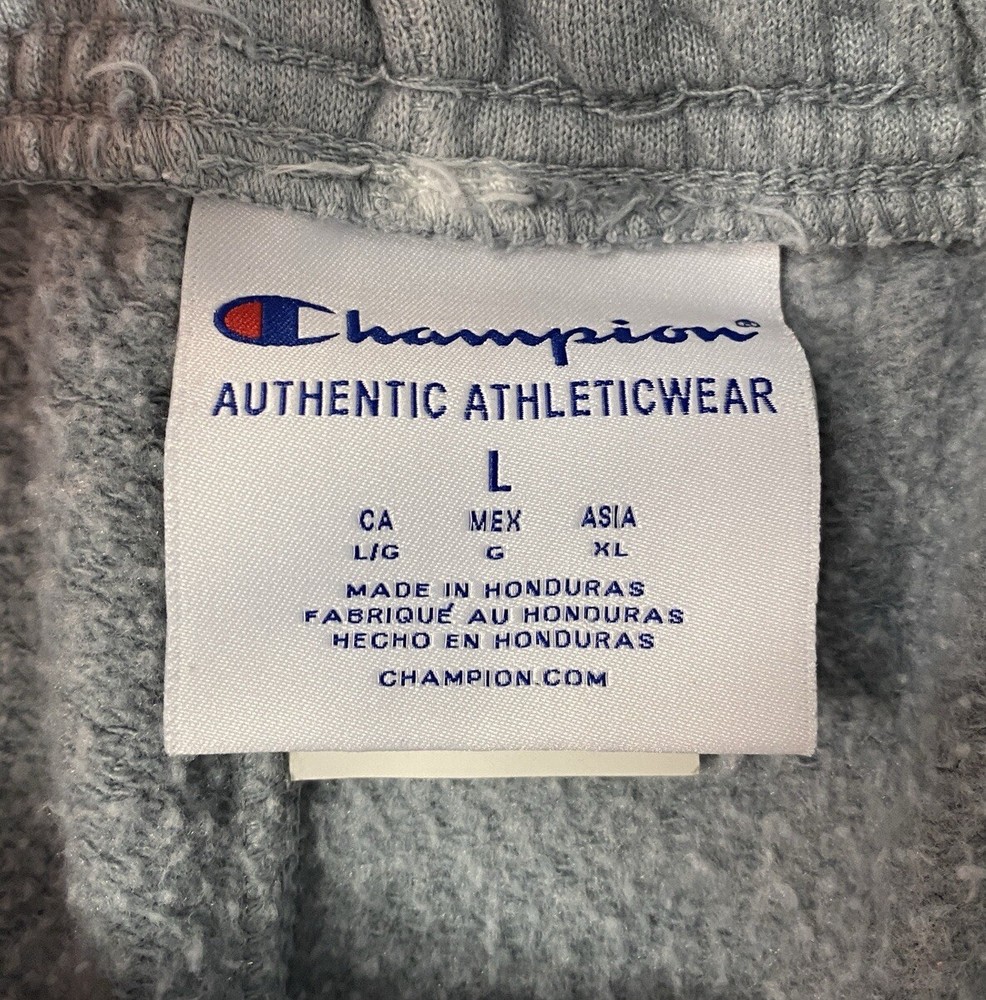 Champion®
AUTHENTIC ATHLETICWEAR
L
CA MEX ASIA
L/G G XL
MADE IN HONDURAS
FABRIQUÉ AU HONDURAS
HECHO EN HONDURAS
CHAMPION.COM